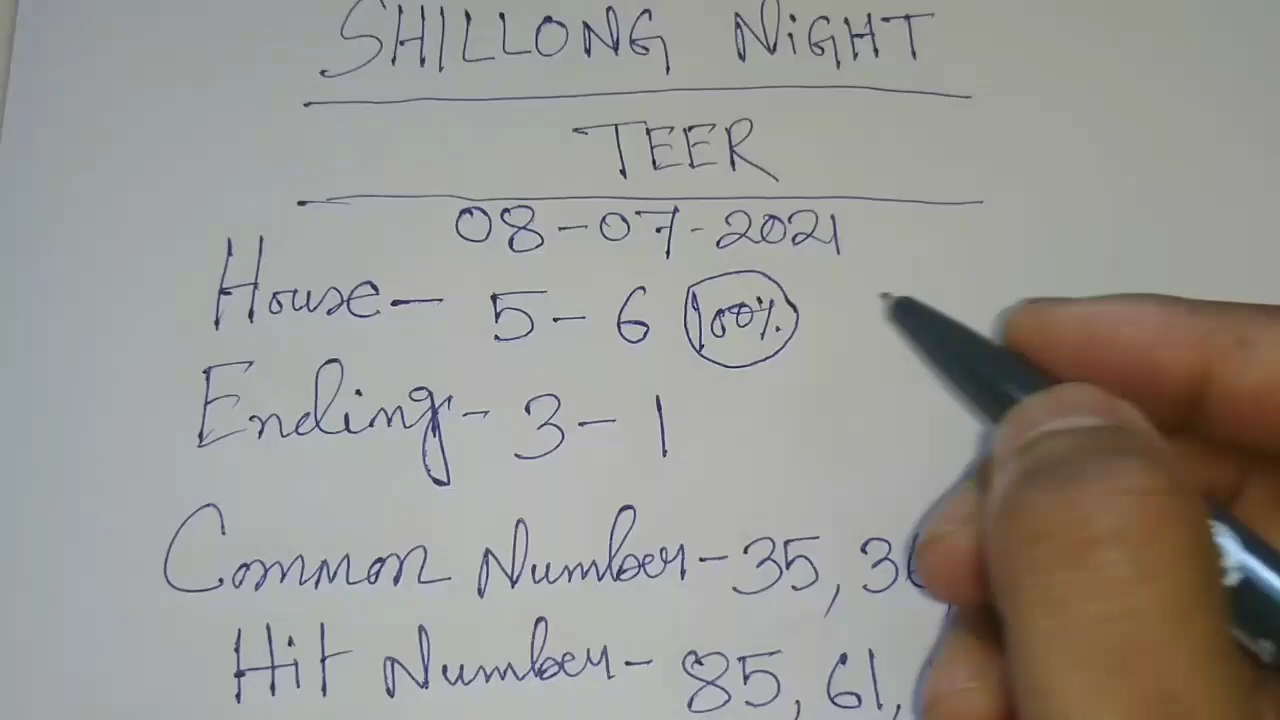 SHILLONG NiGHT
TEER
08-07-2021
House- 5-6 100%.
Ending- 3-1
Common Number- 35,
Hit Number- 85, 61,